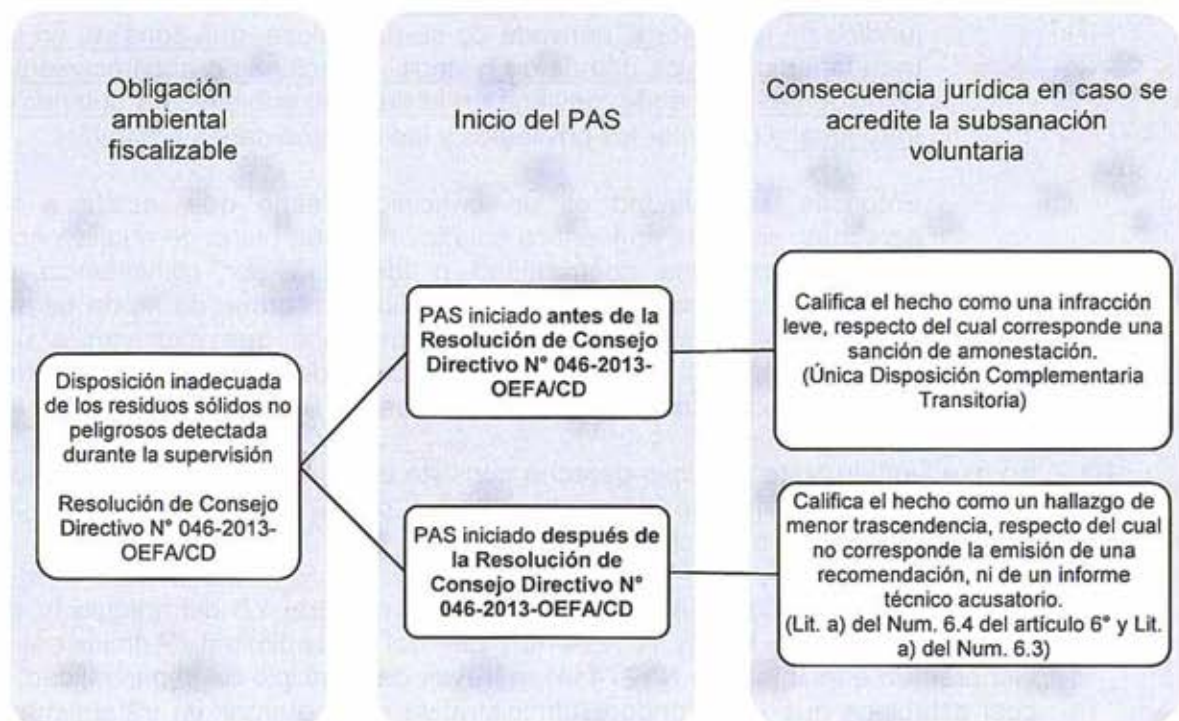 Obligación
ambiental
fiscalizable
Inicio del PAS
Consecuencia jurídica en caso se
acredite la subsanación
voluntaria
Disposición inadecuada
de los residuos sólidos no
peligrosos detectada
durante la supervisión
Resolución de Consejo
Directivo N° 046-2013-
OEFA/CD
PAS iniciado antes de la
Resolución de Consejo
Directivo N° 046-2013-
OEFA/CD
Califica el hecho como una infracción
leve, respecto del cual corresponde una
sanción de amonestación.
(Única Disposición Complementaria
Transitoria)
PAS iniciado después de
la Resolución de
Consejo Directivo N°
046-2013-OEFA/CD
Califica el hecho como un hallazgo de
menor trascendencia, respecto del cual
no corresponde la emisión de una
recomendación, ni de un informe
técnico acusatorio.
(Lit. a) del Num. 6.4 del artículo 6° y Lit.
a) del Num. 6.3)